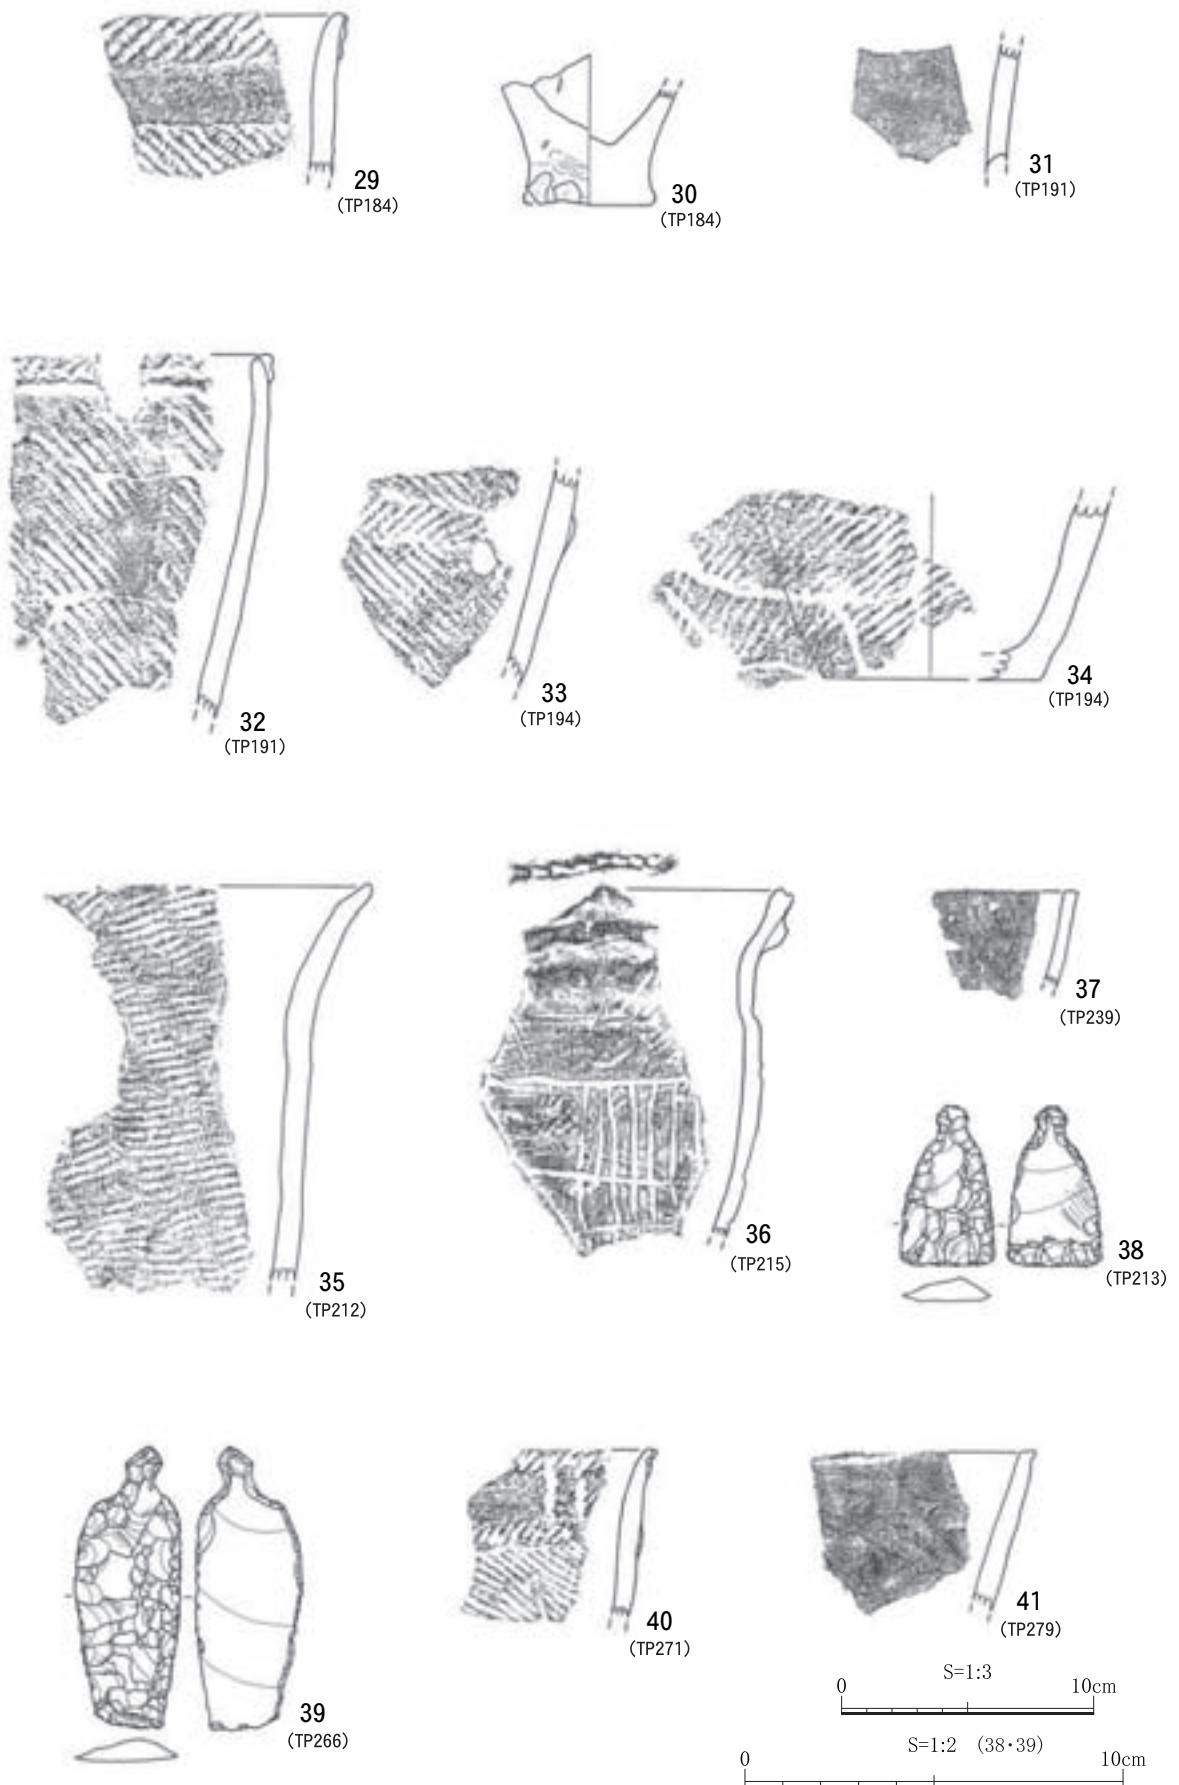 29
(TP184)
30
(TP184)
31
(TP191)
32
(TP191)
33
(TP194)
34
(TP194)
35
(TP212)
36
(TP215)
37
(TP239)
38
(TP213)
39
(TP266)
40
(TP271)
41
(TP279)
S=1:3
0 10cm
S=1:2 (38・39)
0 10cm